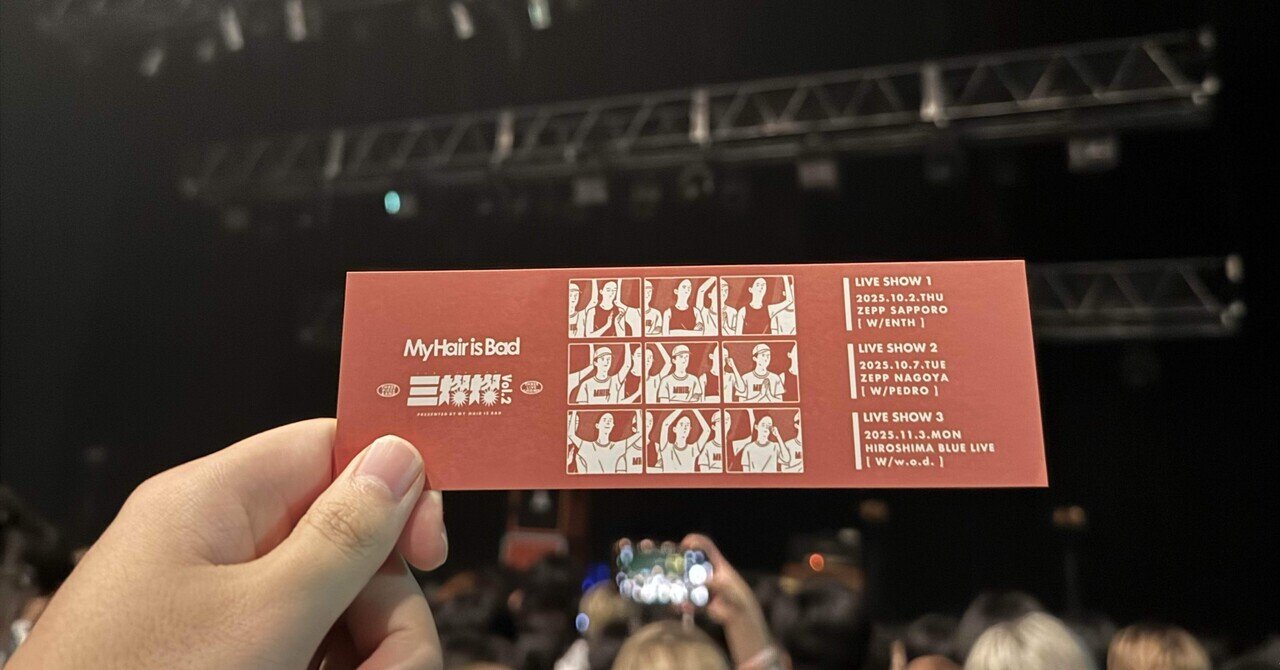 My Hair is Bad
三燦燦
Vol.2
PRESENTED BY MY HAIR IS BAD
LIVE SHOW 1
2025.10.2.THU
ZEPP SAPPORO
[ W/ENTH ]
LIVE SHOW 2
2025.10.7.TUE
ZEPP NAGOYA
[ W/PEDRO ]
LIVE SHOW 3
2025.11.3.MON
HIROSHIMA BLUE LIVE
[ W/w.o.d. ]